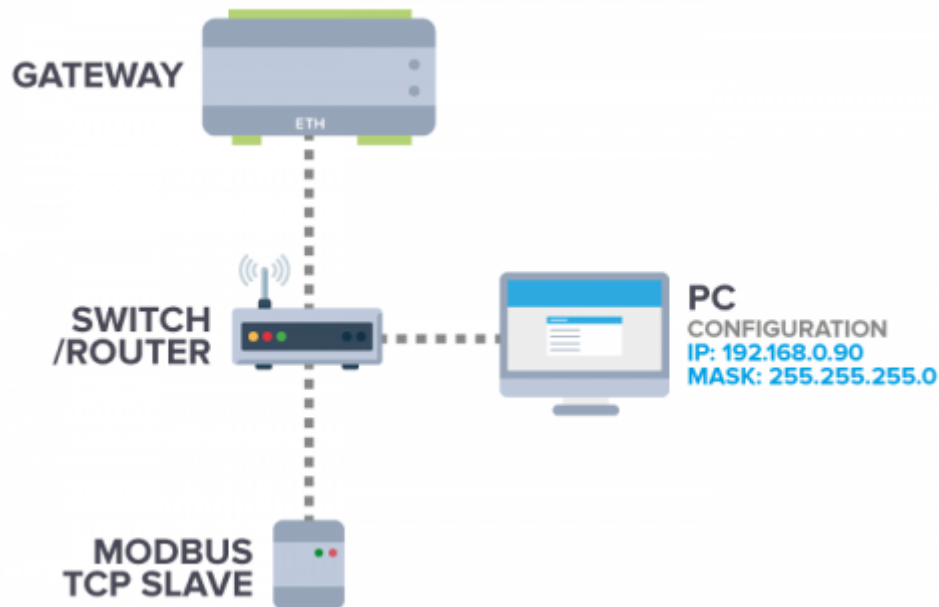 GATEWAY
ETH
SWITCH
/ROUTER
PC
CONFIGURATION
IP: 192.168.0.90
MASK: 255.255.255.0
MODBUS
TCP SLAVE